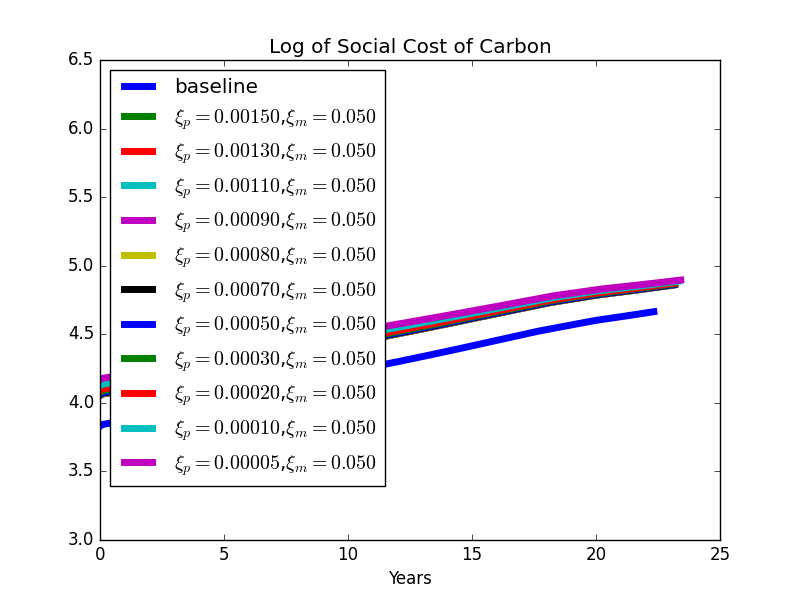 Log of Social Cost of Carbon
6.5
6.0
5.5
5.0
4.5
4.0
3.5
3.0
baseline
ξp = 0.00150,ξm = 0.050
ξp = 0.00130,ξm = 0.050
ξp = 0.00110,ξm = 0.050
ξp = 0.00090,ξm = 0.050
ξp = 0.00080,ξm = 0.050
ξp = 0.00070,ξm = 0.050
ξp = 0.00050,ξm = 0.050
ξp = 0.00030,ξm = 0.050
ξp = 0.00020,ξm = 0.050
ξp = 0.00010,ξm = 0.050
ξp = 0.00005,ξm = 0.050
0 5 10 15 20 25
Years